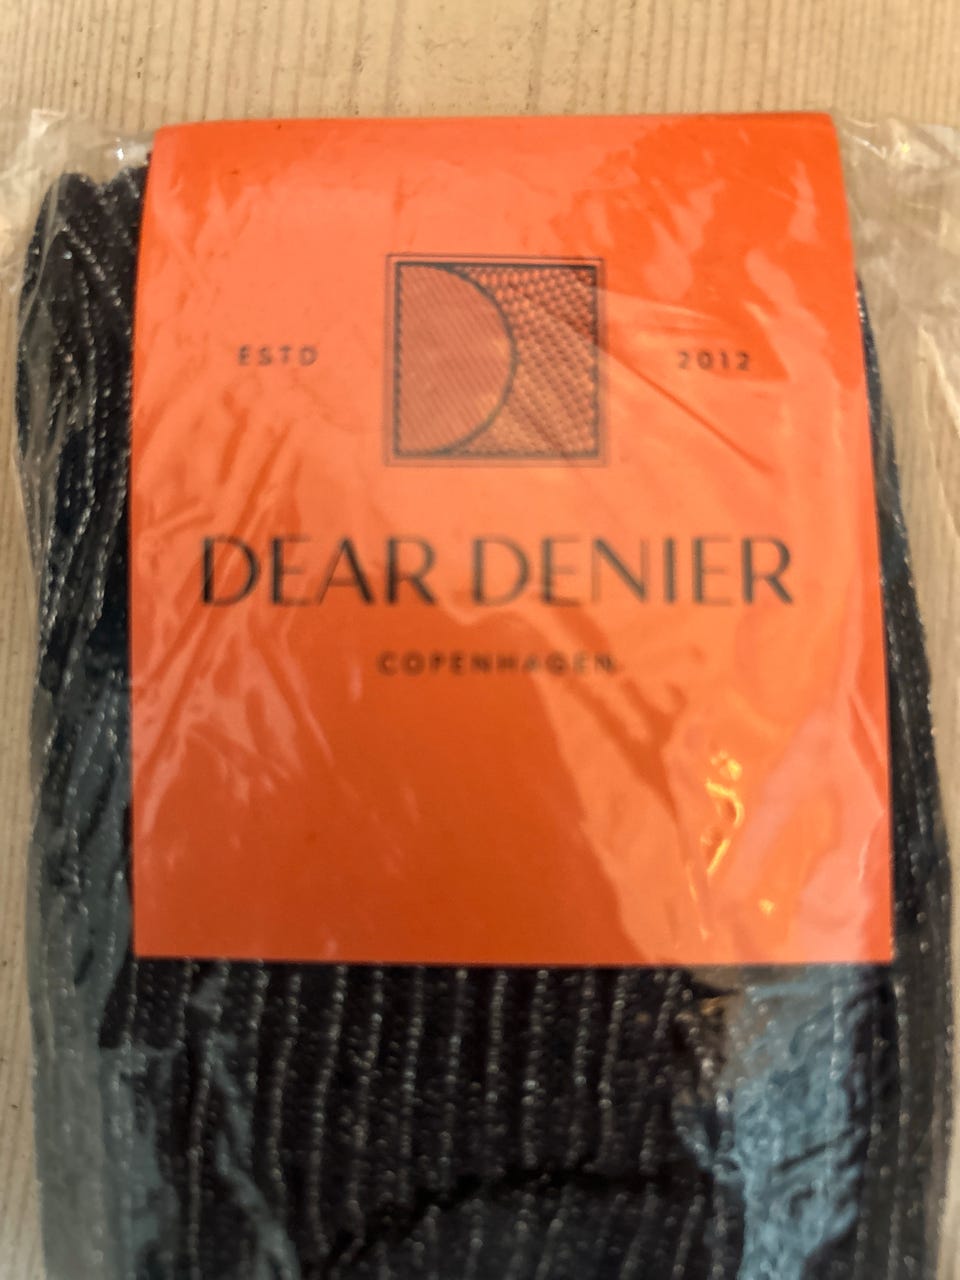 ESTD 2012
DEAR DENIER
COPENHAGEN